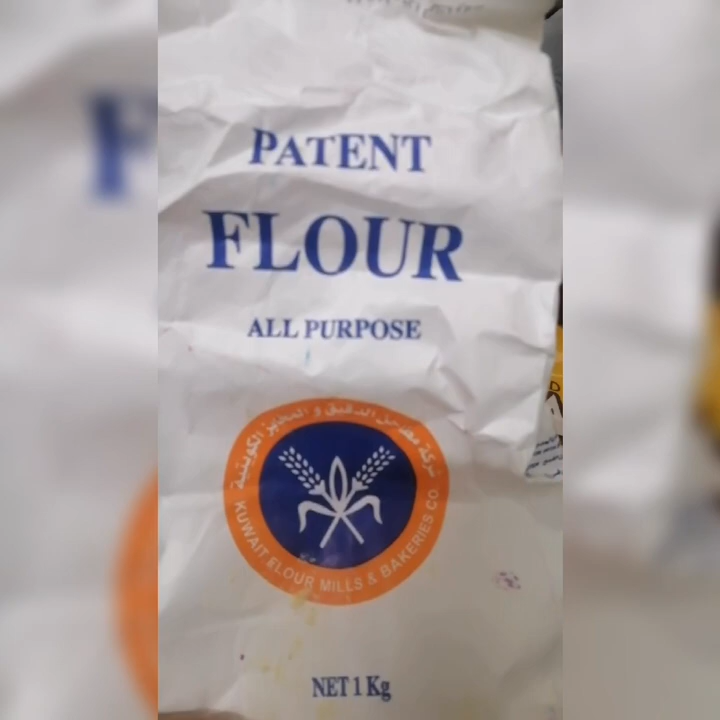 PATENT
FLOUR
ALL PURPOSE
شركة مطاحن الدقيق و المخابز الكويتية
KUWAIT FLOUR MILLS & BAKERIES CO.
NET 1 Kg